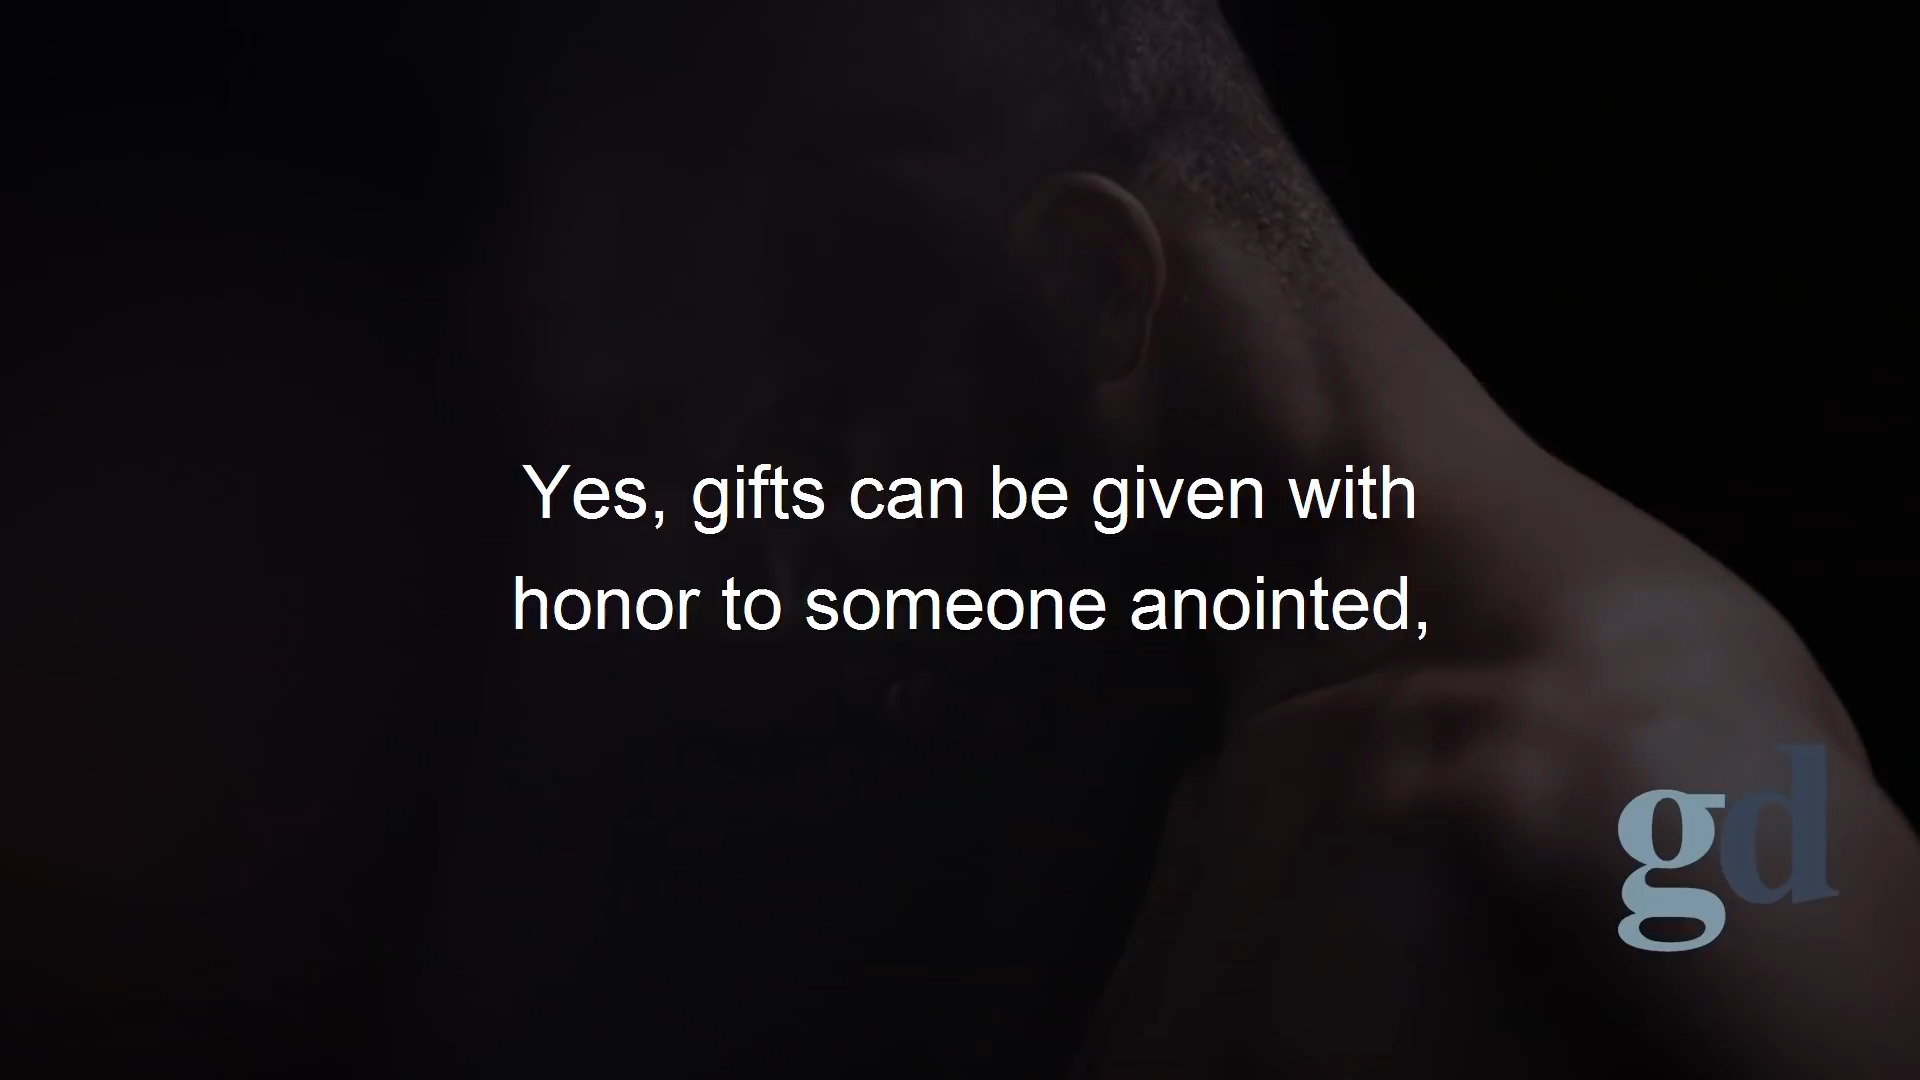 Yes, gifts can be given with
honor to someone anointed,
gd